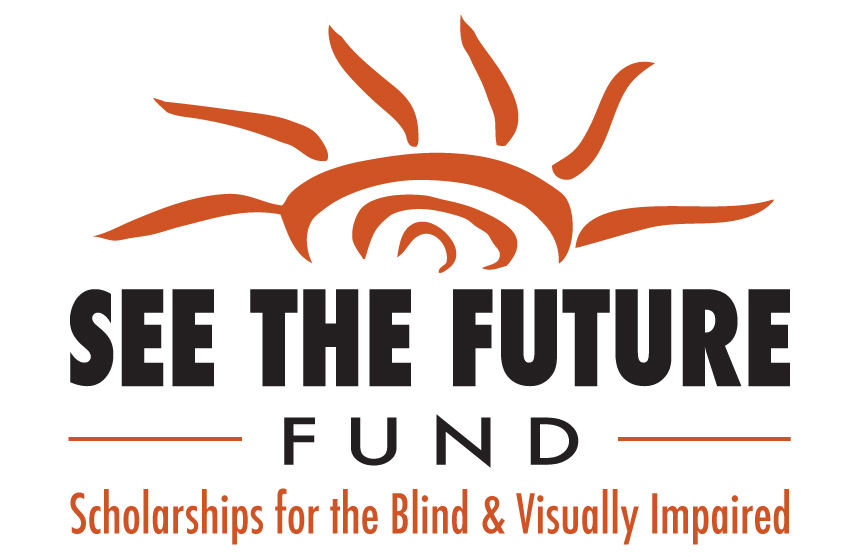 SEE THE FUTURE
FUND
Scholarships for the Blind & Visually Impaired